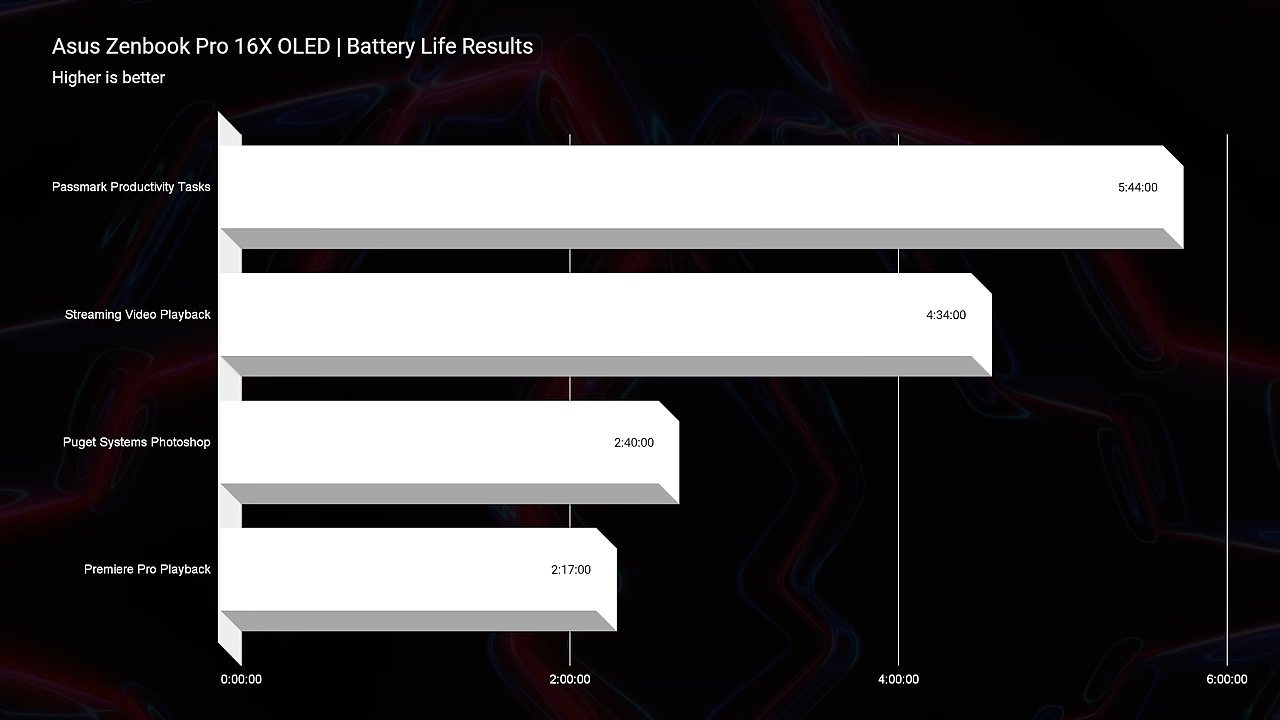 Asus Zenbook Pro 16X OLED | Battery Life Results
Higher is better
Passmark Productivity Tasks
5:44:00
Streaming Video Playback
4:34:00
Puget Systems Photoshop
2:40:00
Premiere Pro Playback
2:17:00
0:00:00
2:00:00
4:00:00
6:00:00